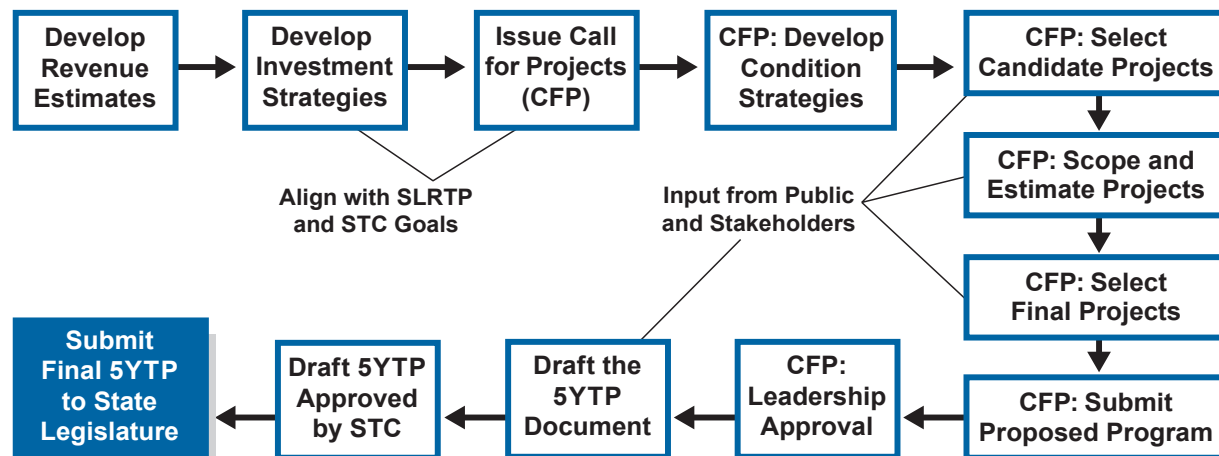 Develop
Revenue
Estimates
Develop
Investment
Strategies
Issue Call
for Projects
(CFP)
CFP: Develop
Condition
Strategies
CFP: Select
Candidate Projects
Align with SLRTP
and STC Goals
Input from Public
and Stakeholders
CFP: Scope and
Estimate Projects
CFP: Select
Final Projects
CFP: Submit
Proposed Program
CFP:
Leadership
Approval
Draft the
5YTP
Document
Draft 5YTP
Approved
by STC
Submit
Final 5YTP
to State
Legislature